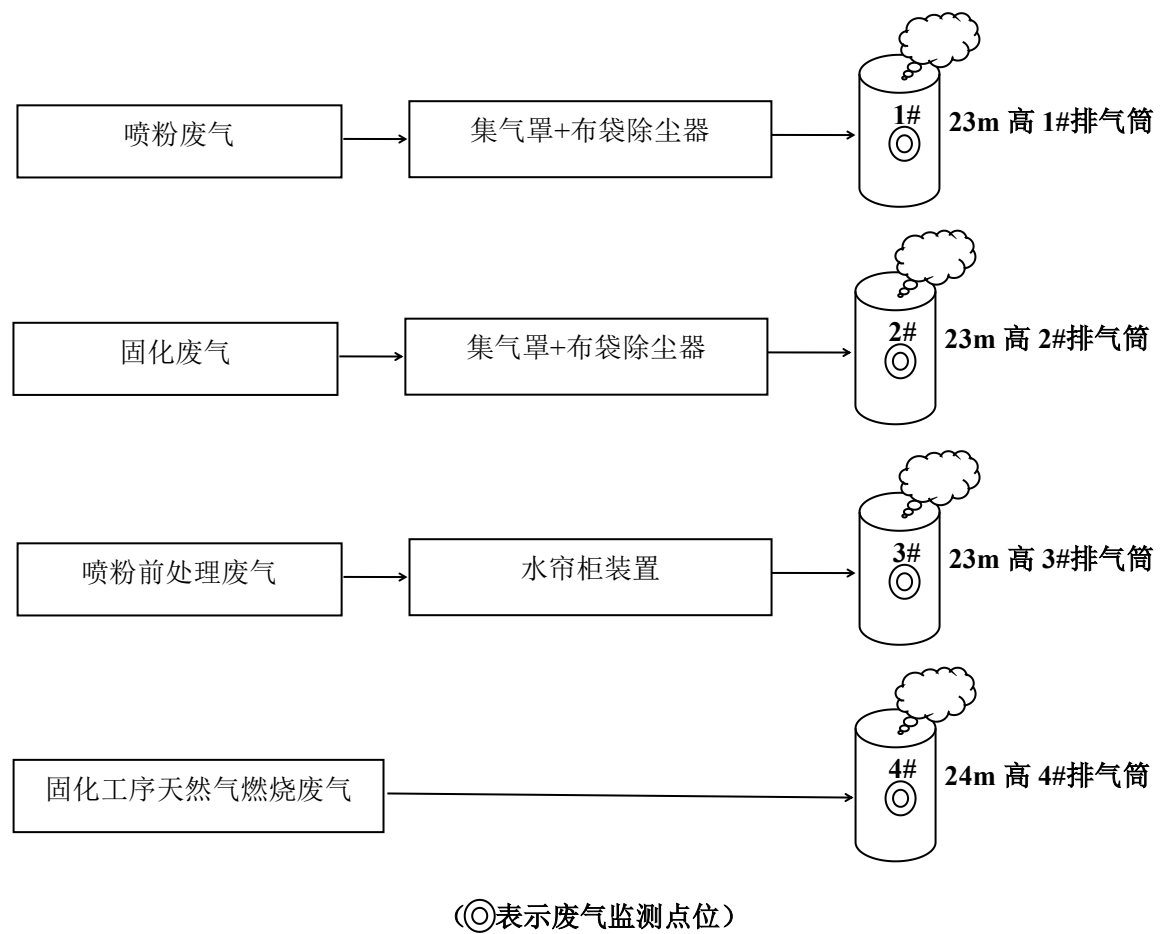 喷粉废气
集气罩+布袋除尘器
1#
23m 高 1#排气筒
固化废气
集气罩+布袋除尘器
2#
23m 高 2#排气筒
喷粉前处理废气
水帘柜装置
3#
23m 高 3#排气筒
固化工序天然气燃烧废气
4#
24m 高 4#排气筒
（◎表示废气监测点位）